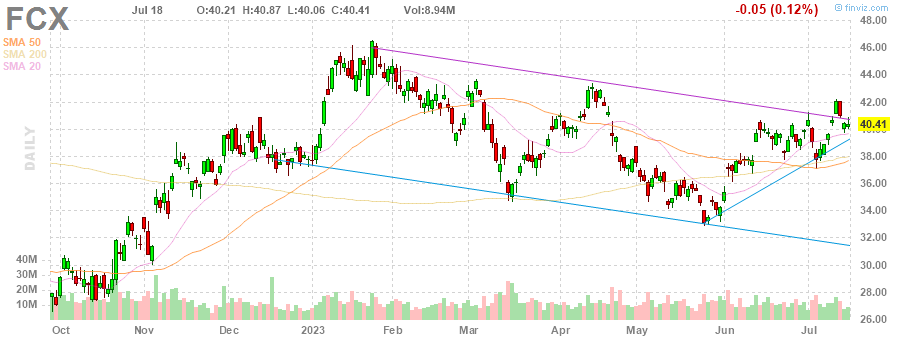 FCX Jul 18 O:40.21 H:40.87 L:40.06 C:40.41 Vol:8.94M -0.05 (0.12%) © finviz.com
SMA 50
SMA 200
SMA 20
DAILY
48.00
46.00
44.00
42.00
40.41
38.00
36.00
34.00
32.00
30.00
28.00
26.00
40M
30M
20M
10M
Oct Nov Dec 2023 Feb Mar Apr May Jun Jul